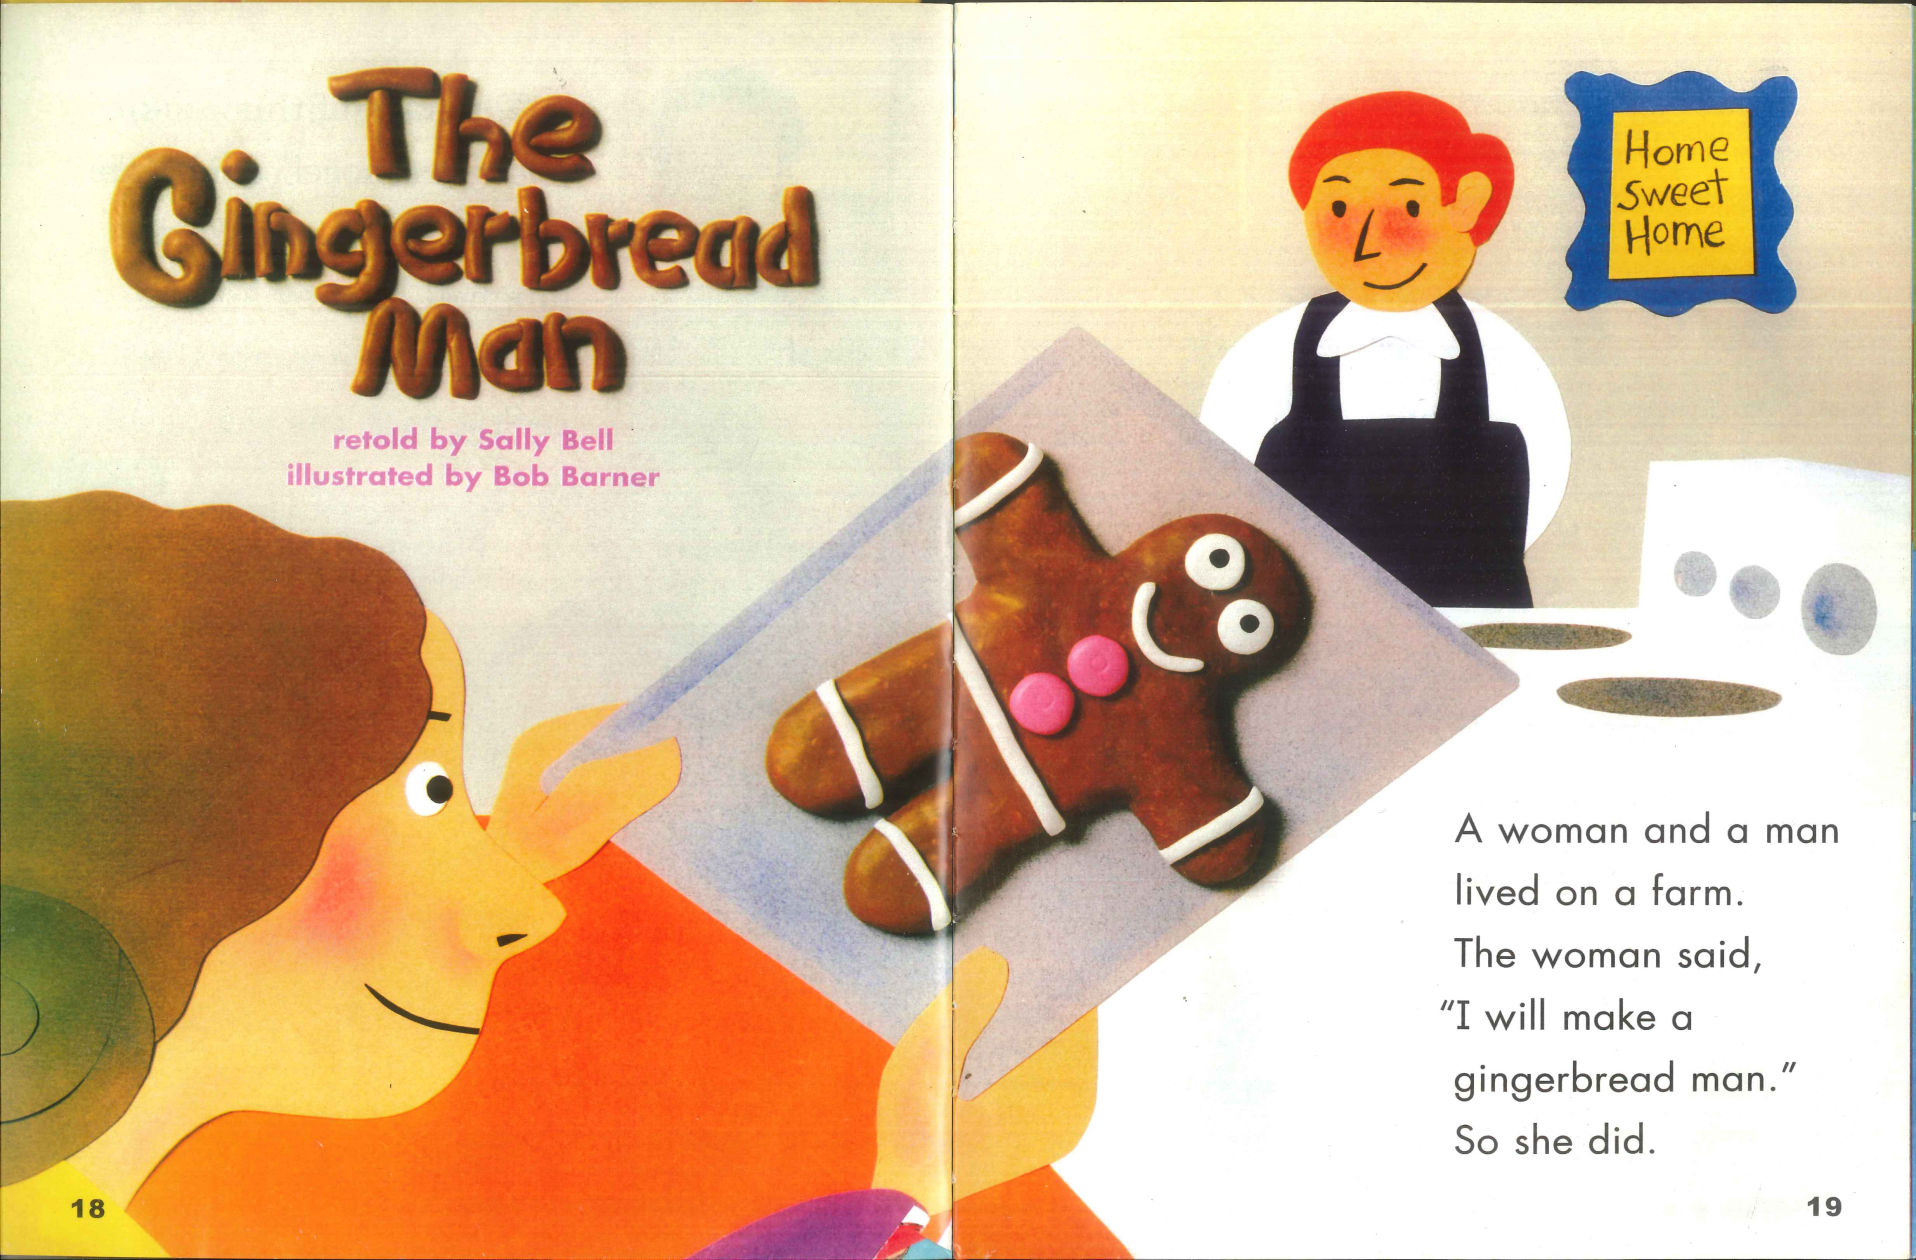 The
Gingerbread
Man
retold by Sally Bell
illustrated by Bob Barner
18
Home
Sweet
Home
A woman and a man
lived on a farm.
The woman said,
“I will make a
gingerbread man.”
So she did.
19